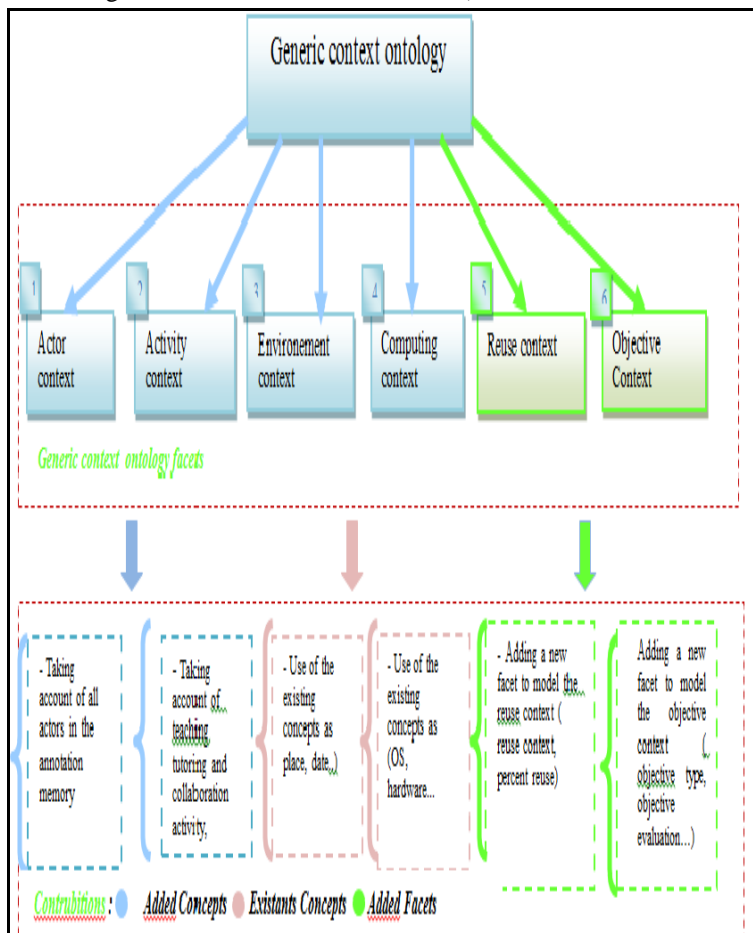 Generic context ontology
1
2
3
4
5
6
Actor
context
Activity
context
Environement
context
Computing
context
Reuse context
Objective
Context
Generic context ontology facets
- Taking
account of all
actors in the
annotation
memory
- Taking
account of
teaching,
tutoring and
collaboration
activity,
- Use of the
existing
concepts as
place, date,,)
- Use of the
existing
concepts as
(OS,
hardware...
- Adding a new
facet to model the
reuse context (
reuse context,
percent reuse)
Adding a new
facet to model
the objective
context (
objective type,
objective
evaluation...)
Contrubitions : Added Concepts Existants Concepts Added Facets